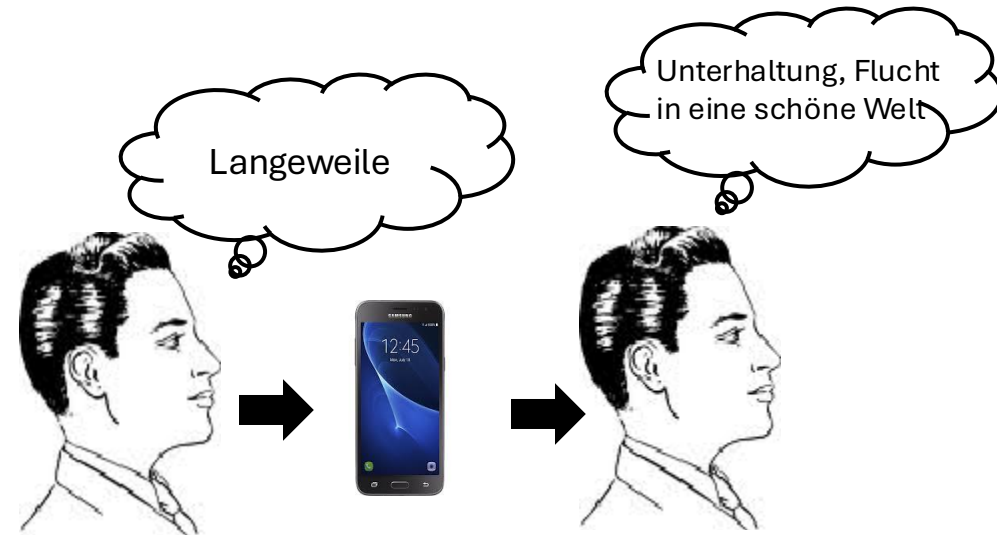 Langeweile
Unterhaltung, Flucht
in eine schöne Welt
SAMSUNG
12:45